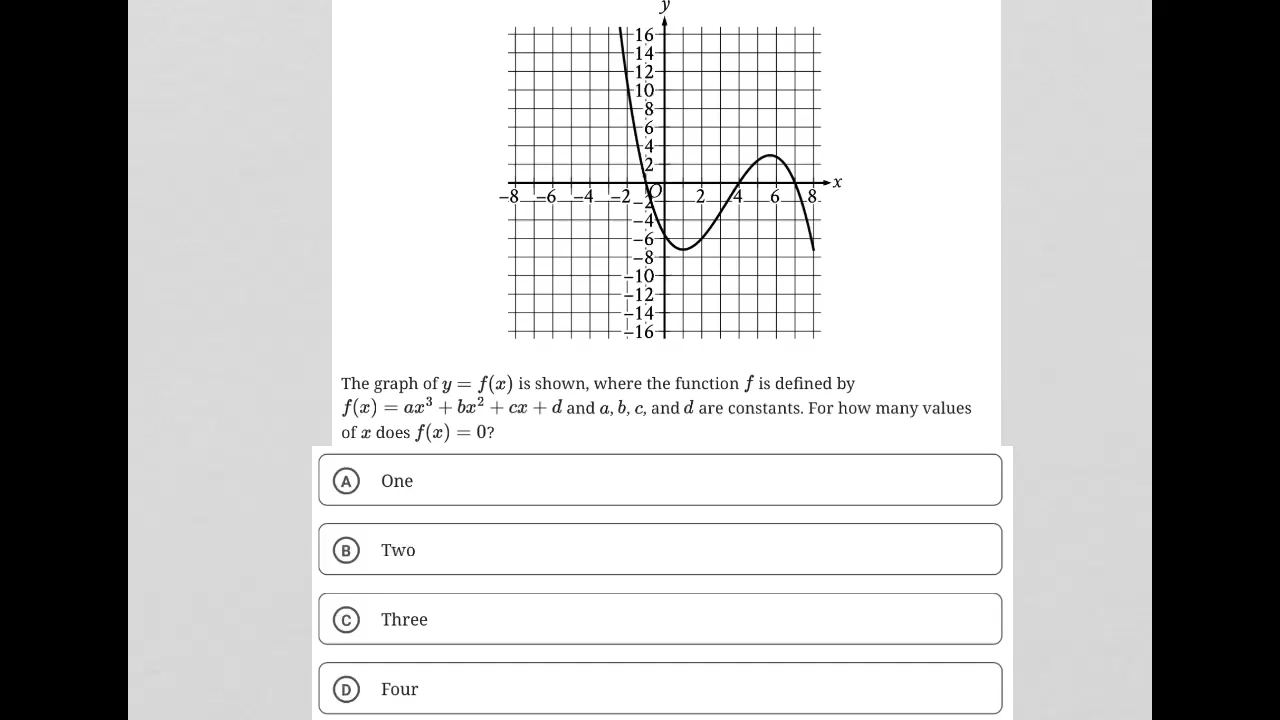 y
16
14
12
10
8
6
4
2
x
−8 −6 −4 −2 O 2 4 6 8
−2
−4
−6
−8
−10
−12
−14
−16
The graph of y = f(x) is shown, where the function f is defined by
f(x) = ax³ + bx² + cx + d and a, b, c, and d are constants. For how many values
of x does f(x) = 0?
A One
B Two
C Three
D Four